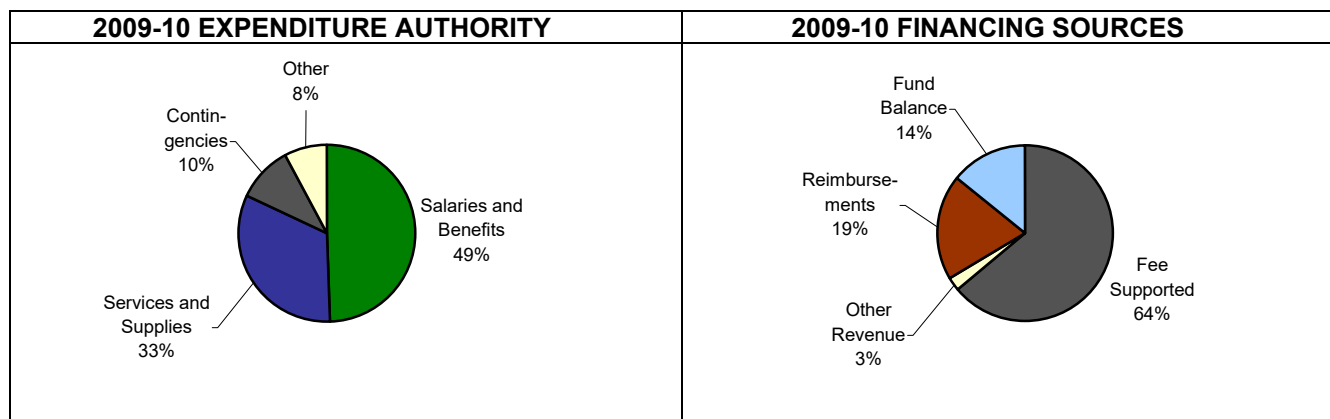 2009-10 EXPENDITURE AUTHORITY
Other
8%
Contin-
gencies
10%
Salaries and
Benefits
49%
Services and
Supplies
33%
2009-10 FINANCING SOURCES
Fund
Balance
14%
Reimburse-
ments
19%
Fee
Supported
64%
Other
Revenue
3%